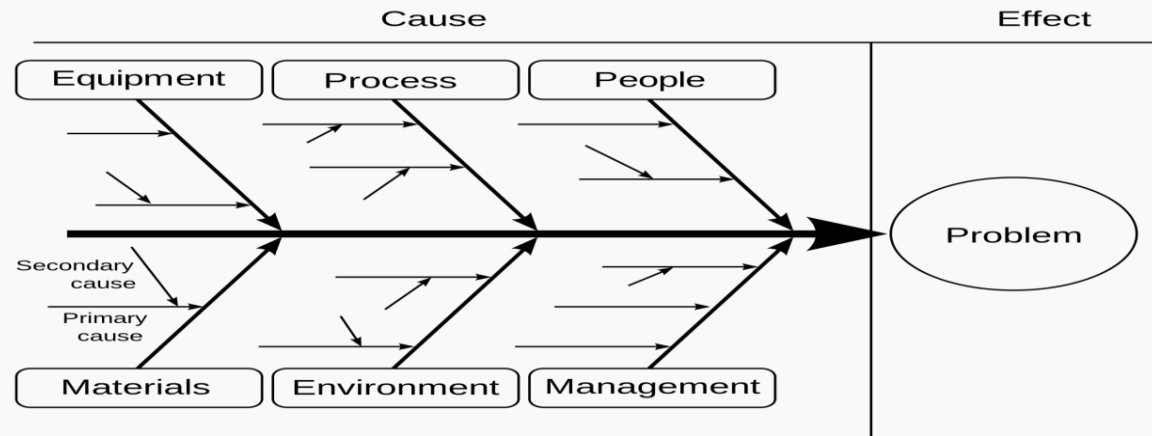 Cause
Effect
Equipment
Process
People
Problem
Secondary
cause
Primary
cause
Materials
Environment
Management